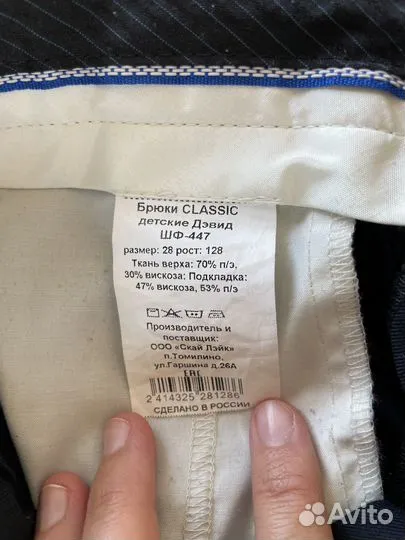 Брюки CLASSIC
детские Дэвид
ШФ-447
размер: 28 рост: 128
Ткань верха: 70% п/э,
30% вискоза: Подкладка:
47% вискоза, 53% п/э
Производитель и
поставщик:
ООО «Скай Лэйк»
п.Томилино,
ул.Гаршина д.26А
EAC
2 414325 281286
СДЕЛАНО В РОССИИ
Avito